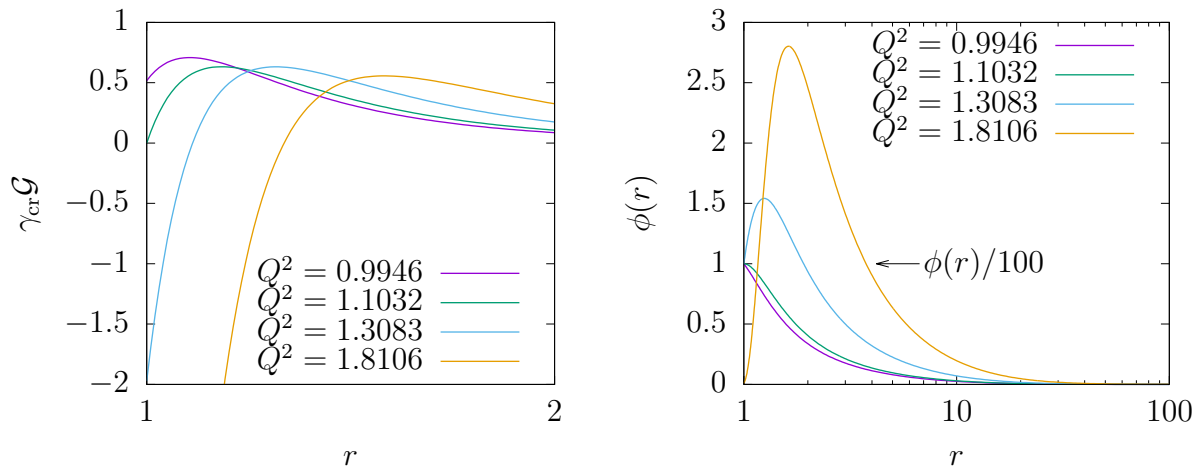 1
0.5
0
−0.5
−1
−1.5
−2
1
2
γcr𝒢
r
Q² = 0.9946
Q² = 1.1032
Q² = 1.3083
Q² = 1.8106
3
2.5
2
1.5
1
0.5
0
1
10
100
ϕ(r)
r
Q² = 0.9946
Q² = 1.1032
Q² = 1.3083
Q² = 1.8106
ϕ(r)/100